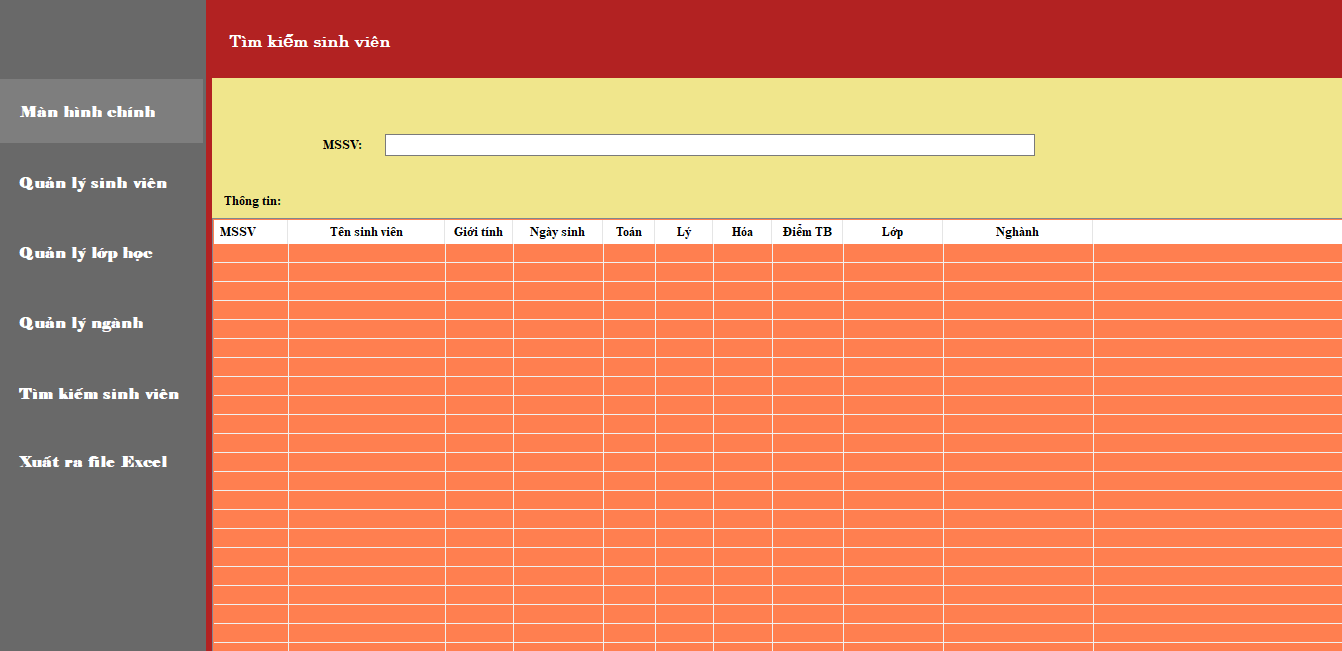 Tìm kiếm sinh viên
Màn hình chính
Quản lý sinh viên
Quản lý lớp học
Quản lý ngành
Tìm kiếm sinh viên
Xuất ra file Excel
MSSV:
Thông tin:
MSSV Tên sinh viên Giới tính Ngày sinh Toán Lý Hóa Điểm TB Lớp Nghành